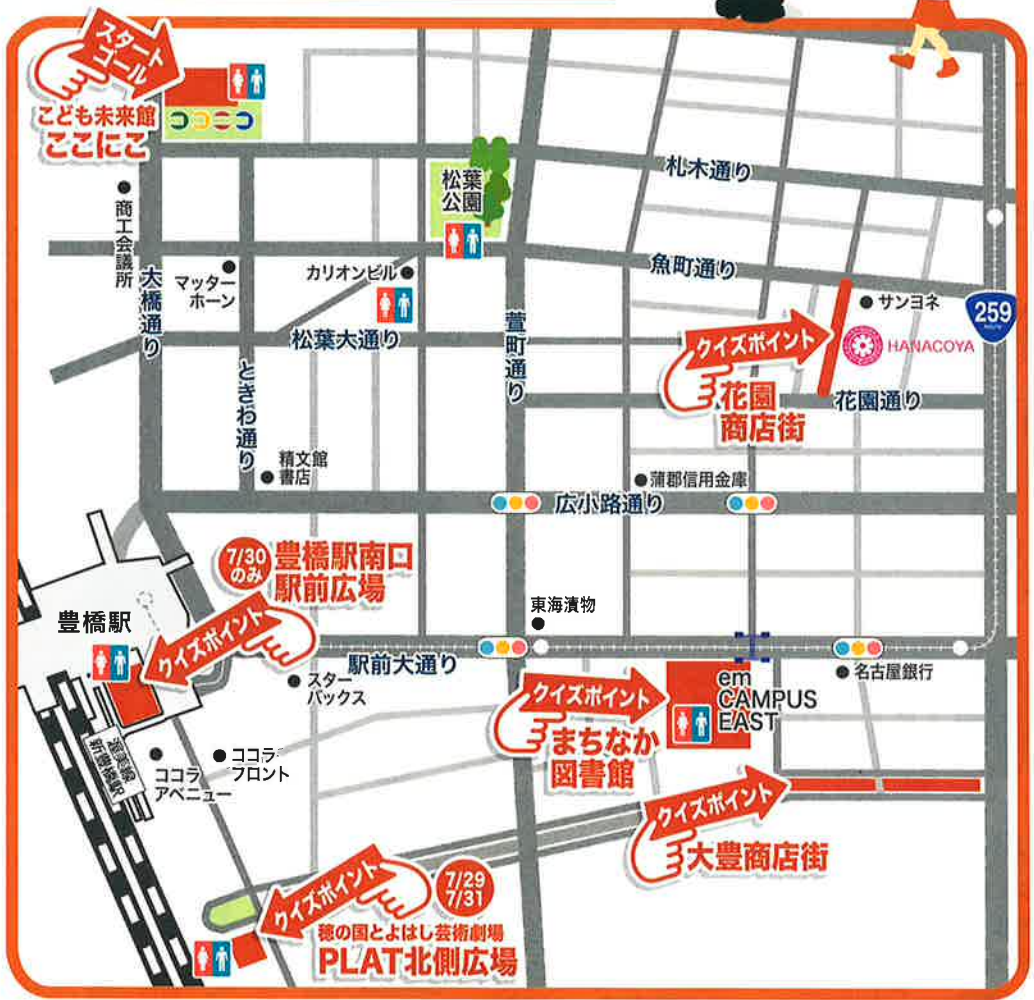 スタート
ゴール
こども未来館
ここにこ
ココニコ
商工会議所
大橋通り
マッター
ホーン
カリオンビル
松葉
公園
松葉大通り
ときわ通り
萱町通り
札木通り
魚町通り
サンヨネ
259
ROUTE
HANACOYA
クイズポイント
花園
商店街
花園通り
精文館
書店
蒲郡信用金庫
広小路通り
7/30
のみ
豊橋駅南口
駅前広場
豊橋駅
クイズポイント
東海漬物
駅前大通り
スター
バックス
名古屋銀行
em
CAMPUS
EAST
クイズポイント
まちなか
図書館
渥美線
新豊橋駅
ココラ
アベニュー
ココラ
フロント
クイズポイント
大豊商店街
クイズポイント
7/29
7/31
穂の国とよはし芸術劇場
PLAT北側広場